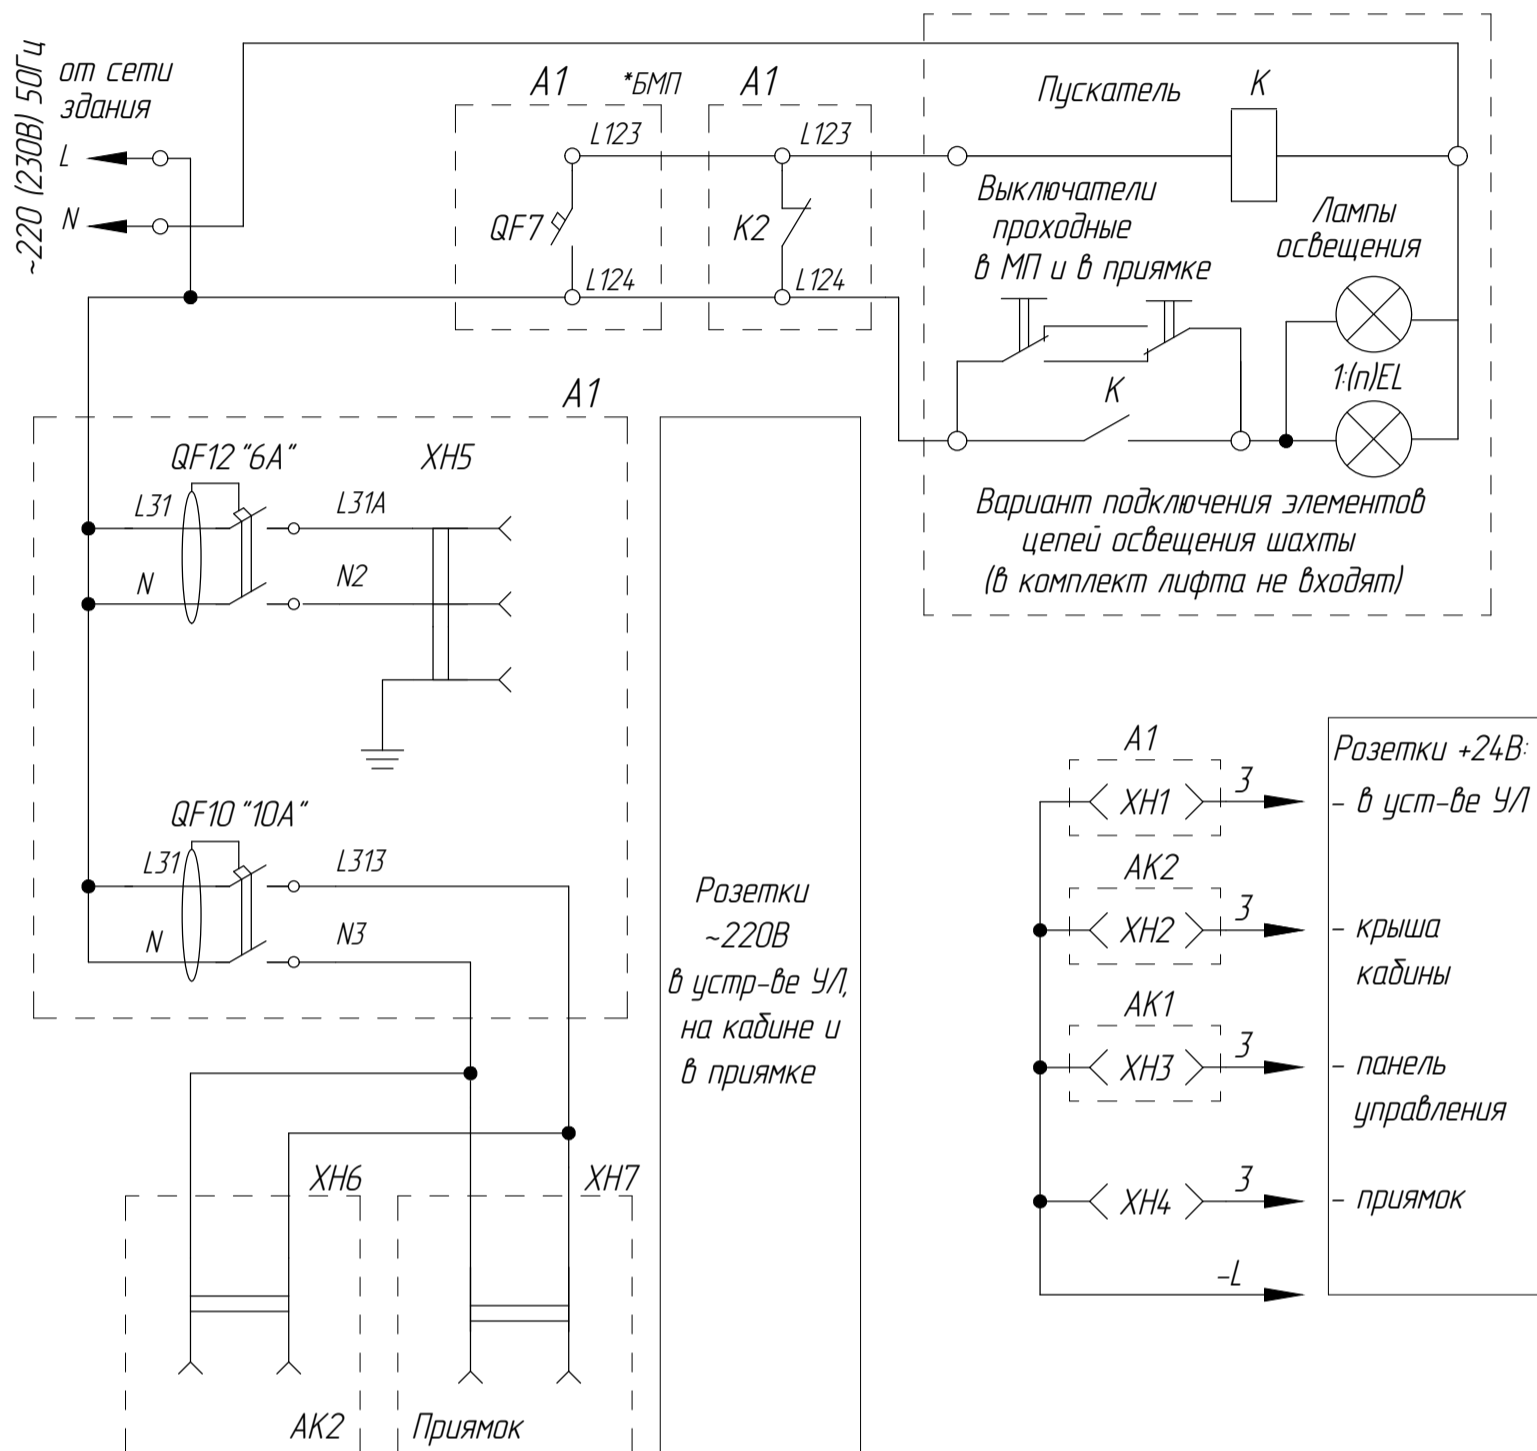 ~220 (230В) 50Гц
от сети
здания
L
N
А1
*БМП
А1
L123
L123
QF7
К2
L124
L124
Пускатель
К
Выключатели
проходные
в МП и в приямке
Лампы
освещения
1:(n)EL
К
Вариант подключения элементов
цепей освещения шахты
(в комплект лифта не входят)
А1
QF12 "6А"
ХН5
L31
L31А
N
N2
QF10 "10А"
L31
L313
N
N3
ХН6
ХН7
АК2
Приямок
Розетки
~220В
в устр-ве УЛ,
на кабине и
в приямке
А1
ХН1
3
АК2
ХН2
3
АК1
ХН3
3
ХН4
3
-L
Розетки +24В:
- в уст-ве УЛ
- крыша
кабины
- панель
управления
- приямок